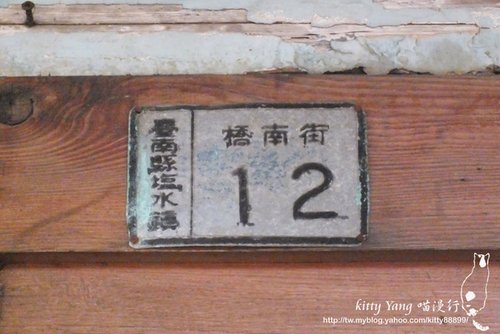 臺南縣塩水鎮
橋南街
12
kitty Yang 喵漫行
http://tw.myblog.yahoo.com/kitty88899/